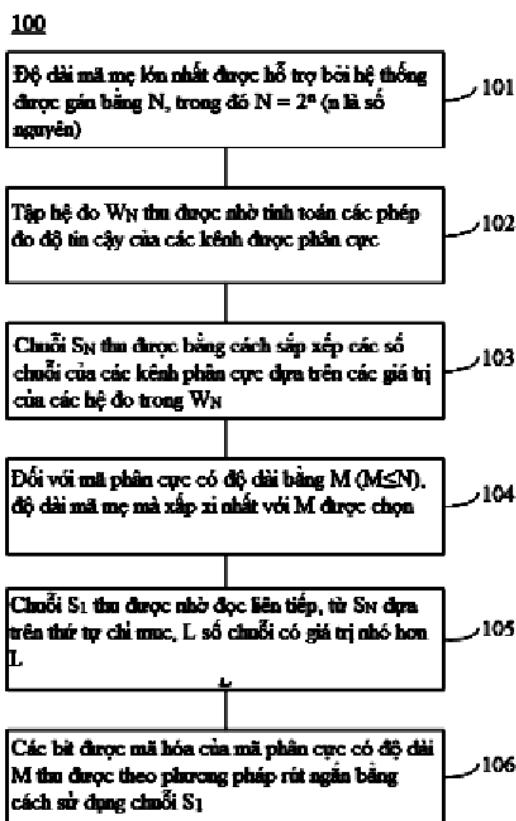 100
Độ dài mã mẹ lớn nhất được hỗ trợ bởi hệ thống
được gán bằng N, trong đó N = 2ⁿ (n là số
nguyên)
101
Tập hệ đo WN thu được nhờ tính toán các phép
đo độ tin cậy của các kênh được phân cực
102
Chuỗi SN thu được bằng cách sắp xếp các số
chuỗi của các kênh phân cực dựa trên các giá trị
của các hệ đo trong WN
103
Đối với mã phân cực có độ dài bằng M (M≤N),
độ dài mã mẹ mà xấp xỉ nhất với M được chọn
104
Chuỗi S1 thu được nhờ đọc liên tiếp, từ SN dựa
trên thứ tự chỉ mục, L số chuỗi có giá trị nhỏ hơn
L
105
Các bit được mã hóa của mã phân cực có độ dài
M thu được theo phương pháp rút ngắn bằng
cách sử dụng chuỗi S1
106